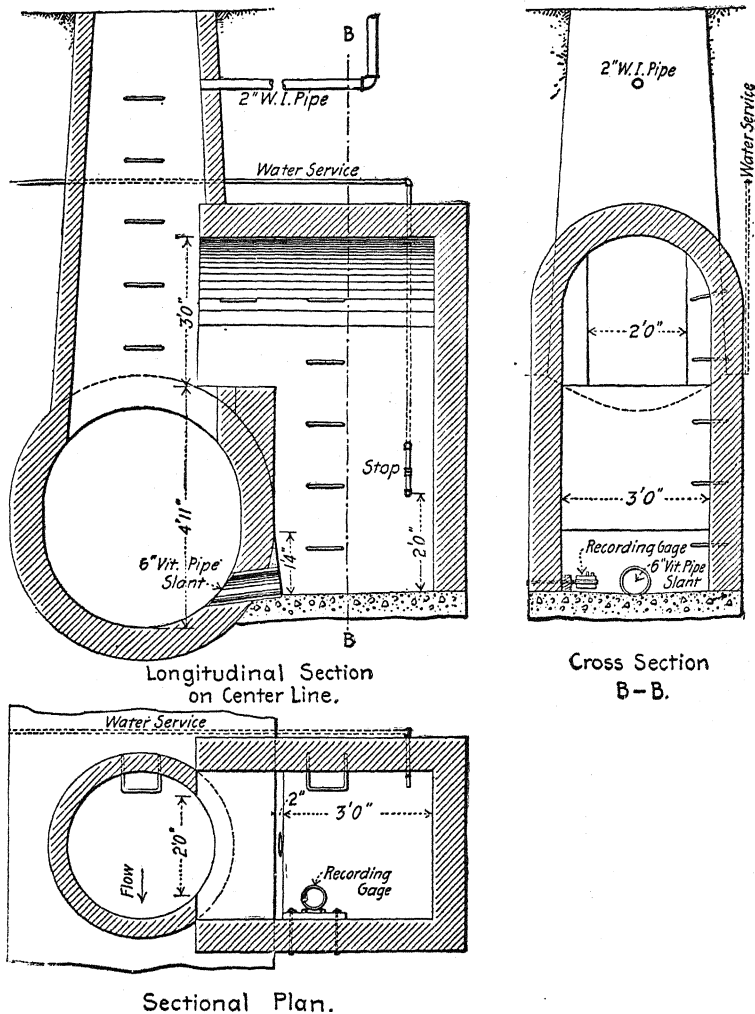 B
2" W.I. Pipe
Water Service
3'0"
Stop
4'11"
14"
2'0"
6" Vit. Pipe
Slant
B
Longitudinal Section
on Center Line.
2" W.I. Pipe
Water Service
2'0"
3'0"
Recording Gage
6" Vit. Pipe
Slant
Cross Section
B-B.
Water Service
2"
3'0"
2'0"
Flow
Recording
Gage
Sectional Plan.